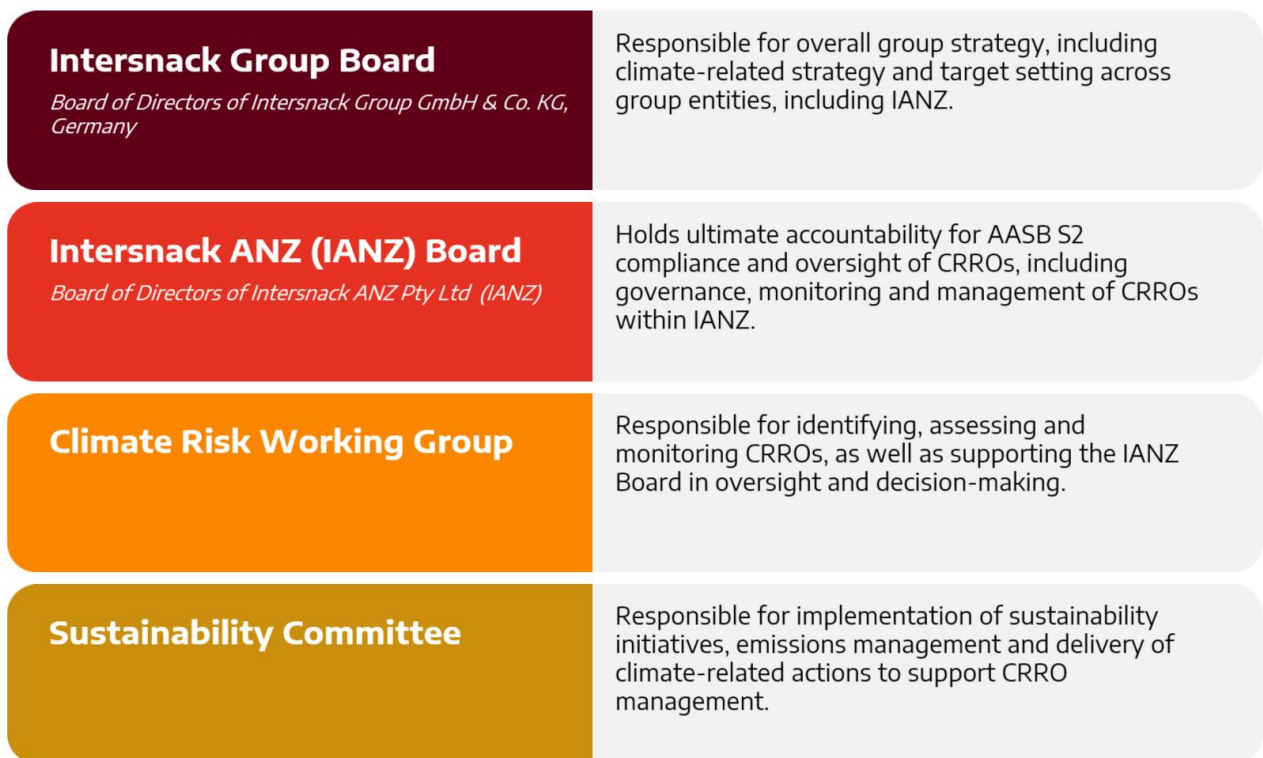 Intersnack Group Board
Board of Directors of Intersnack Group GmbH & Co. KG,
Germany
Responsible for overall group strategy, including
climate-related strategy and target setting across
group entities, including IANZ.
Intersnack ANZ (IANZ) Board
Board of Directors of Intersnack ANZ Pty Ltd (IANZ)
Holds ultimate accountability for AASB S2
compliance and oversight of CRROs, including
governance, monitoring and management of CRROs
within IANZ.
Climate Risk Working Group
Responsible for identifying, assessing and
monitoring CRROs, as well as supporting the IANZ
Board in oversight and decision-making.
Sustainability Committee
Responsible for implementation of sustainability
initiatives, emissions management and delivery of
climate-related actions to support CRRO
management.